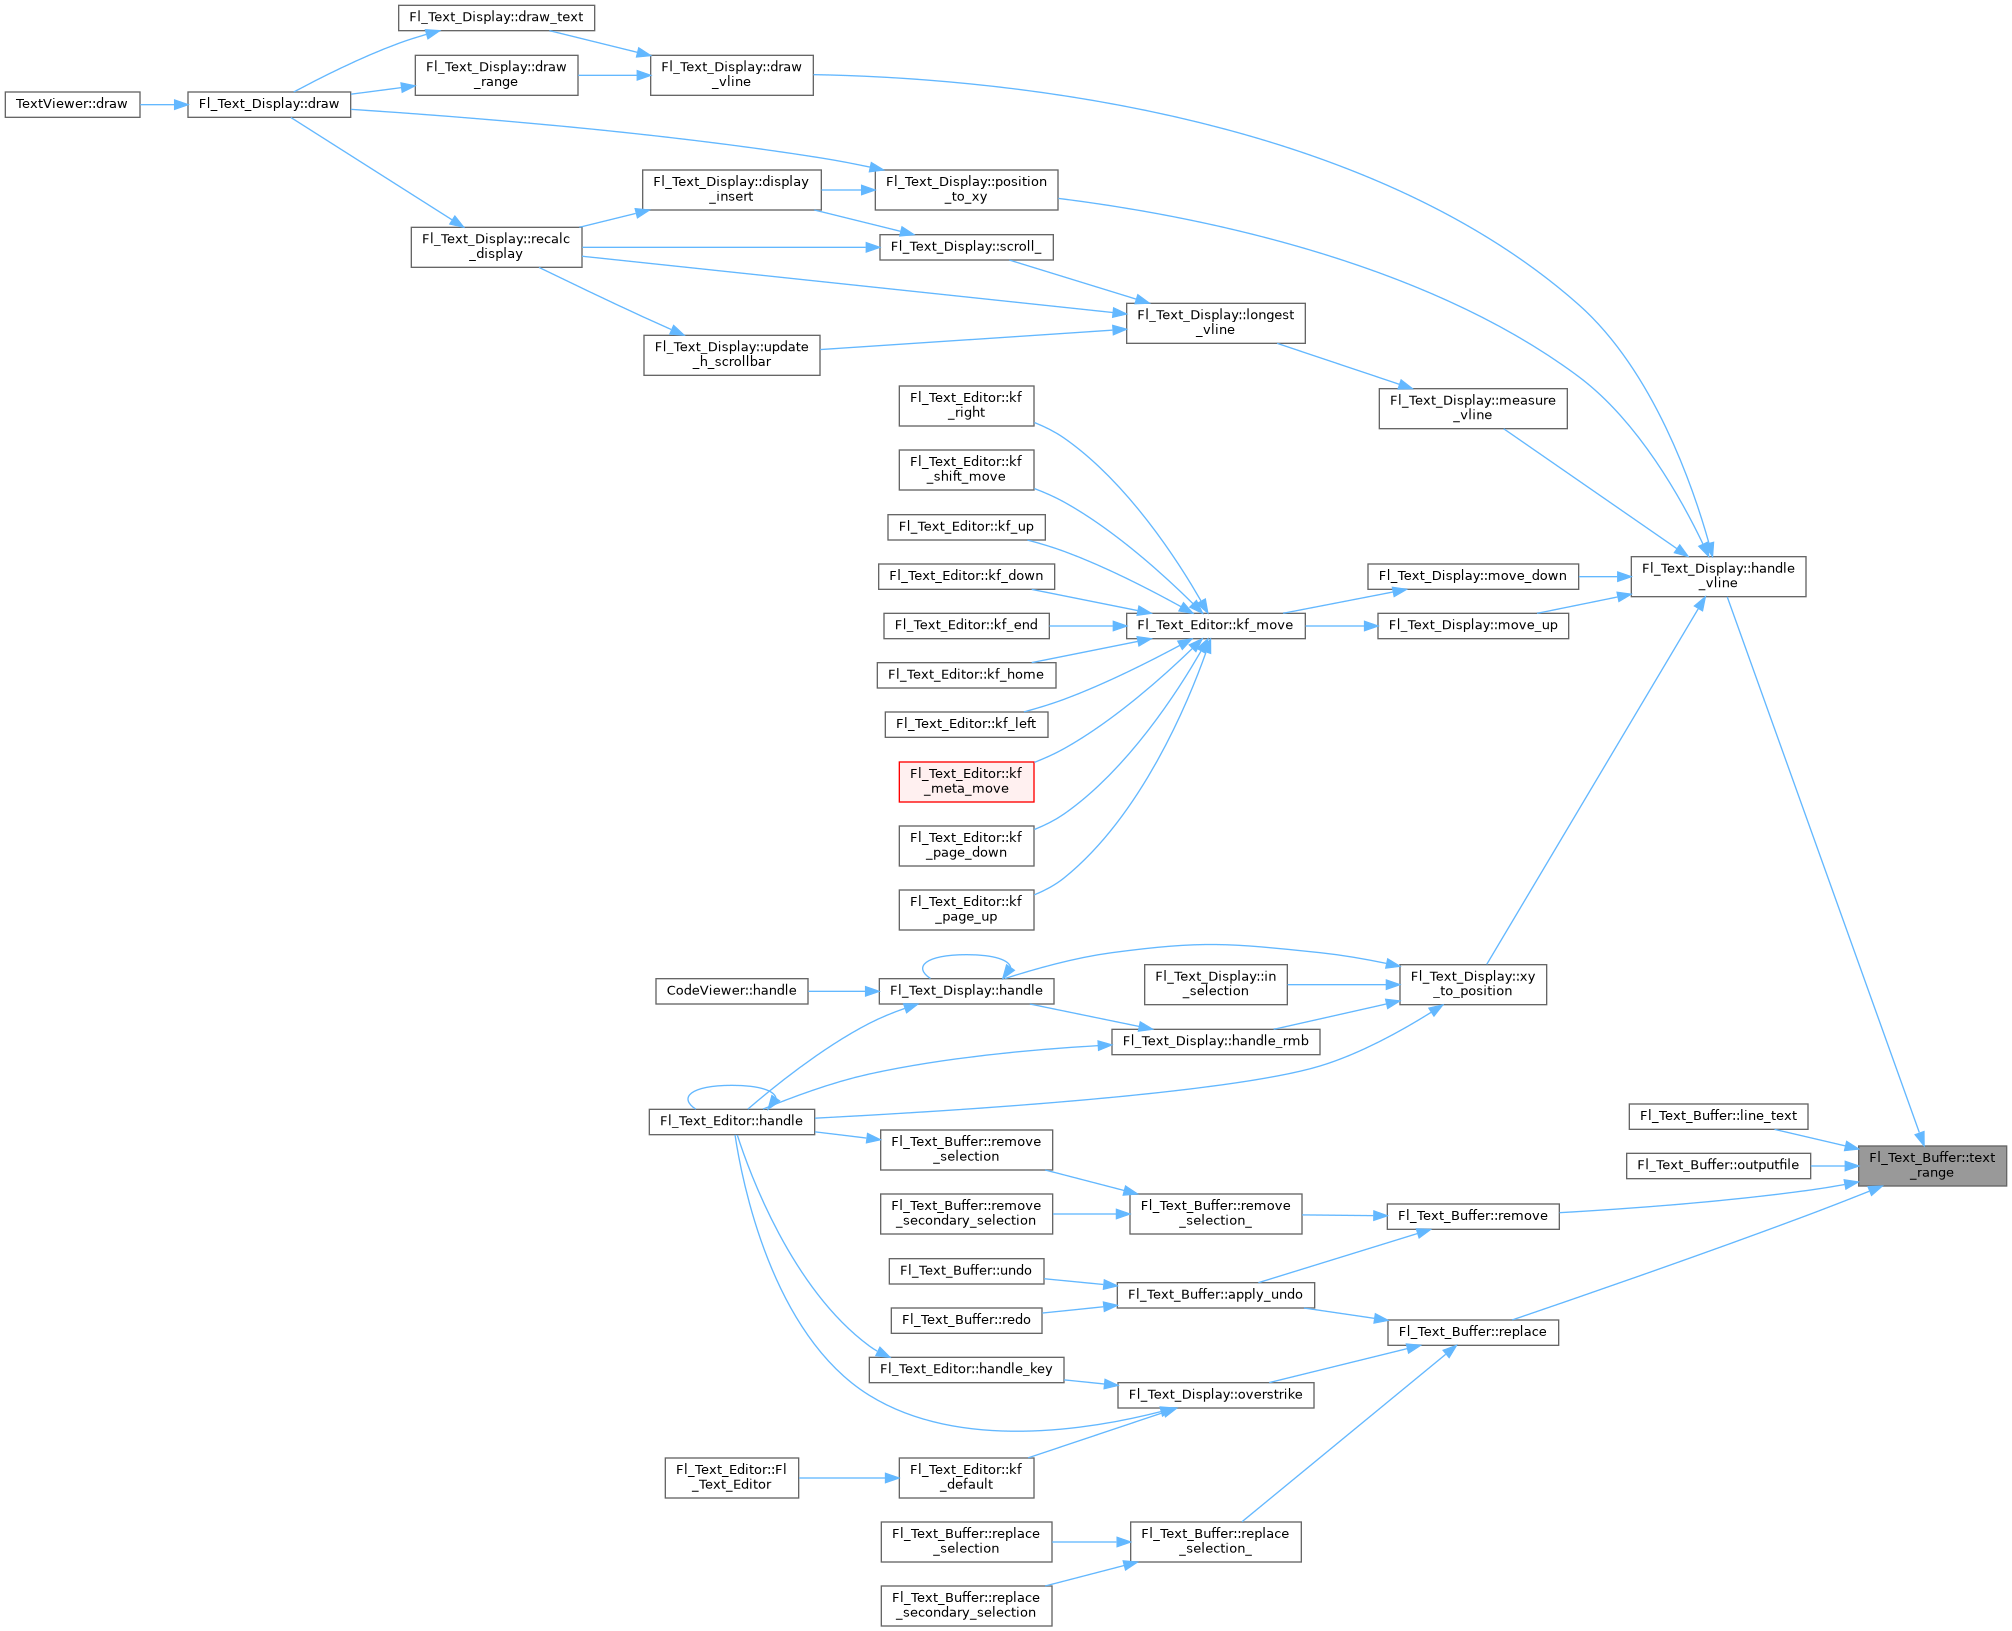 Fl_Text_Display::draw_text
Fl_Text_Display::draw
_range
Fl_Text_Display::draw
_vline
TextViewer::draw
Fl_Text_Display::draw
Fl_Text_Display::display
_insert
Fl_Text_Display::position
_to_xy
Fl_Text_Display::recalc
_display
Fl_Text_Display::scroll_
Fl_Text_Display::longest
_vline
Fl_Text_Display::update
_h_scrollbar
Fl_Text_Editor::kf
_right
Fl_Text_Display::measure
_vline
Fl_Text_Editor::kf
_shift_move
Fl_Text_Editor::kf_up
Fl_Text_Editor::kf_down
Fl_Text_Display::move_down
Fl_Text_Display::handle
_vline
Fl_Text_Editor::kf_end
Fl_Text_Editor::kf_move
Fl_Text_Display::move_up
Fl_Text_Editor::kf_home
Fl_Text_Editor::kf_left
Fl_Text_Editor::kf
_meta_move
Fl_Text_Editor::kf
_page_down
Fl_Text_Editor::kf
_page_up
CodeViewer::handle
Fl_Text_Display::handle
Fl_Text_Display::in
_selection
Fl_Text_Display::xy
_to_position
Fl_Text_Display::handle_rmb
Fl_Text_Editor::handle
Fl_Text_Buffer::line_text
Fl_Text_Buffer::remove
_selection
Fl_Text_Buffer::outputfile
Fl_Text_Buffer::text
_range
Fl_Text_Buffer::remove
_secondary_selection
Fl_Text_Buffer::remove
_selection_
Fl_Text_Buffer::remove
Fl_Text_Buffer::undo
Fl_Text_Buffer::apply_undo
Fl_Text_Buffer::redo
Fl_Text_Buffer::replace
Fl_Text_Editor::handle_key
Fl_Text_Display::overstrike
Fl_Text_Editor::Fl
_Text_Editor
Fl_Text_Editor::kf
_default
Fl_Text_Buffer::replace
_selection
Fl_Text_Buffer::replace
_selection_
Fl_Text_Buffer::replace
_secondary_selection